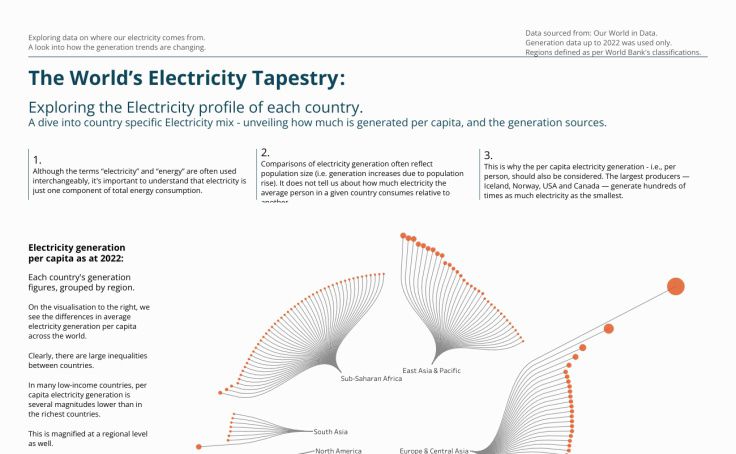 Exploring data on where our electricity comes from.
A look into how the generation trends are changing.
Data sourced from: Our World in Data.
Generation data up to 2022 was used only.
Regions defined as per World Bank's classifications.
The World's Electricity Tapestry:
Exploring the Electricity profile of each country.
A dive into country specific Electricity mix - unveiling how much is generated per capita, and the generation sources.
1.
Although the terms "electricity" and "energy" are often used
interchangeably, it's important to understand that electricity is
just one component of total energy consumption.
2.
Comparisons of electricity generation often reflect
population size (i.e. generation increases due to population
rise). It does not tell us about how much electricity the
average person in a given country consumes relative to
another
3.
This is why the per capita electricity generation - i.e., per
person, should also be considered. The largest producers —
Iceland, Norway, USA and Canada — generate hundreds of
times as much electricity as the smallest.
Electricity generation
per capita as at 2022:
Each country's generation
figures, grouped by region.
On the visualisation to the right, we
see the differences in average
electricity generation per capita
across the world.
Clearly, there are large inequalities
between countries.
In many low-income countries, per
capita electricity generation is
several magnitudes lower than in
the richest countries.
This is magnified at a regional level
as well.
Sub-Saharan Africa
East Asia & Pacific
South Asia
North America
Europe & Central Asia